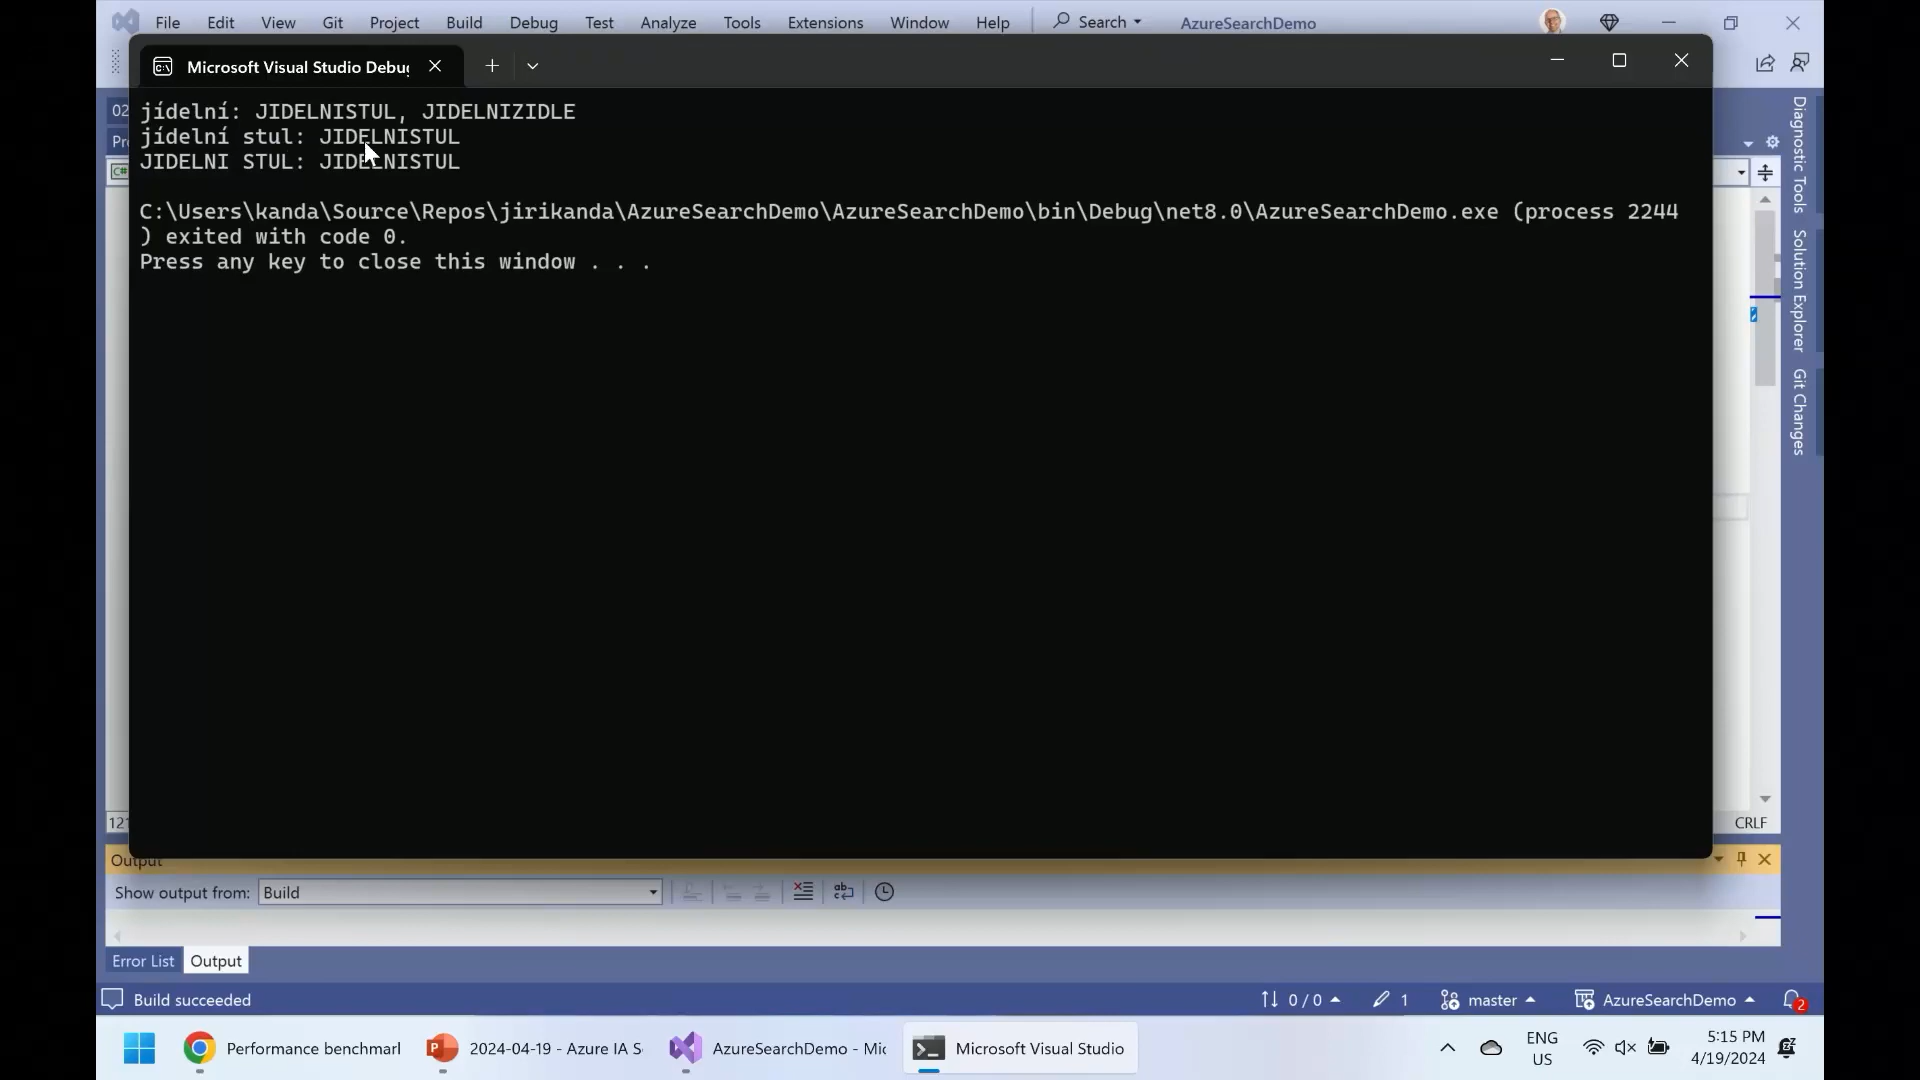 File Edit View Git Project Build Debug Test Analyze Tools Extensions Window Help Search AzureSearchDemo
Microsoft Visual Studio Debug
02
Pr
C#
jídelní: JIDELNISTUL, JIDELNIZIDLE
jídelní stul: JIDELNISTUL
JIDELNI STUL: JIDELNISTUL
C:\Users\kanda\Source\Repos\jirikanda\AzureSearchDemo\AzureSearchDemo\bin\Debug\net8.0\AzureSearchDemo.exe (process 2244
) exited with code 0.
Press any key to close this window . . .
Diagnostic Tools
Solution Explorer
Git Changes
121
CRLF
Output
Show output from: Build
Error List Output
Build succeeded 0 / 0 1 master AzureSearchDemo 2
Performance benchmarl 2024-04-19 - Azure IA S AzureSearchDemo - Mic Microsoft Visual Studio
ENG
US
5:15 PM
4/19/2024